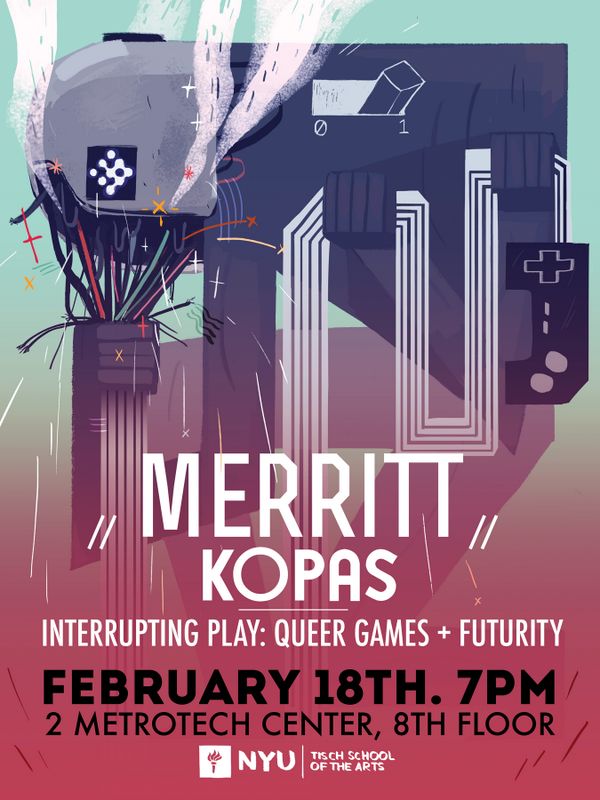 0 1
// MERRITT //
KOPAS
INTERRUPTING PLAY: QUEER GAMES + FUTURITY
FEBRUARY 18TH. 7PM
2 METROTECH CENTER, 8TH FLOOR
NYU TISCH SCHOOL
OF THE ARTS